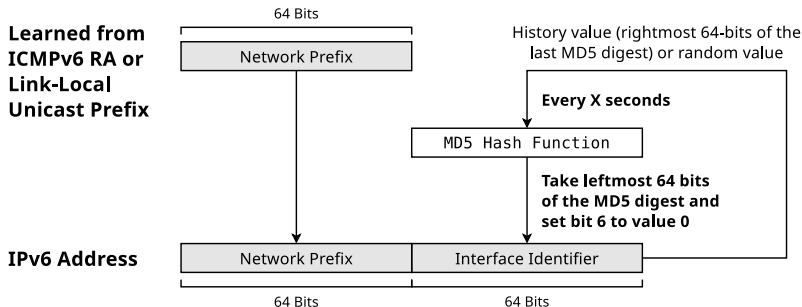 64 Bits
Learned from
ICMPv6 RA or
Link-Local
Unicast Prefix
Network Prefix
History value (rightmost 64-bits of the
last MD5 digest) or random value
Every X seconds
MD5 Hash Function
Take leftmost 64 bits
of the MD5 digest and
set bit 6 to value 0
IPv6 Address
Network Prefix
Interface Identifier
64 Bits
64 Bits